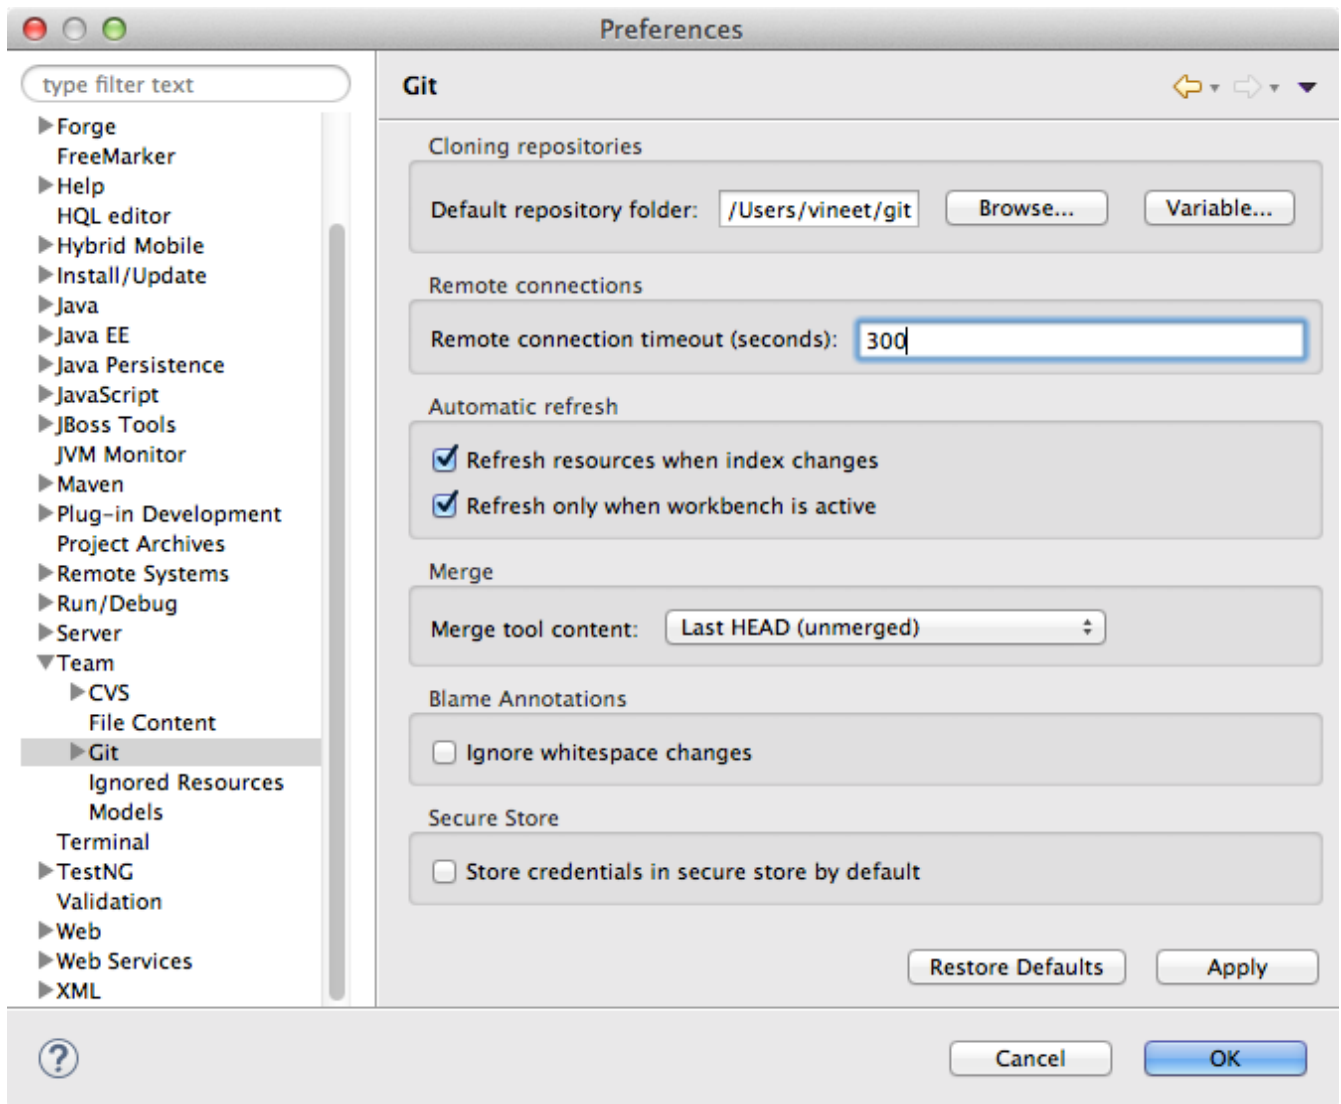 Preferences
type filter text
Forge
FreeMarker
Help
HQL editor
Hybrid Mobile
Install/Update
Java
Java EE
Java Persistence
JavaScript
JBoss Tools
JVM Monitor
Maven
Plug-in Development
Project Archives
Remote Systems
Run/Debug
Server
Team
CVS
File Content
Git
Ignored Resources
Models
Terminal
TestNG
Validation
Web
Web Services
XML
Git
Cloning repositories
Default repository folder: /Users/vineet/git Browse... Variable...
Remote connections
Remote connection timeout (seconds): 300
Automatic refresh
Refresh resources when index changes
Refresh only when workbench is active
Merge
Merge tool content: Last HEAD (unmerged)
Blame Annotations
Ignore whitespace changes
Secure Store
Store credentials in secure store by default
Restore Defaults Apply
? Cancel OK